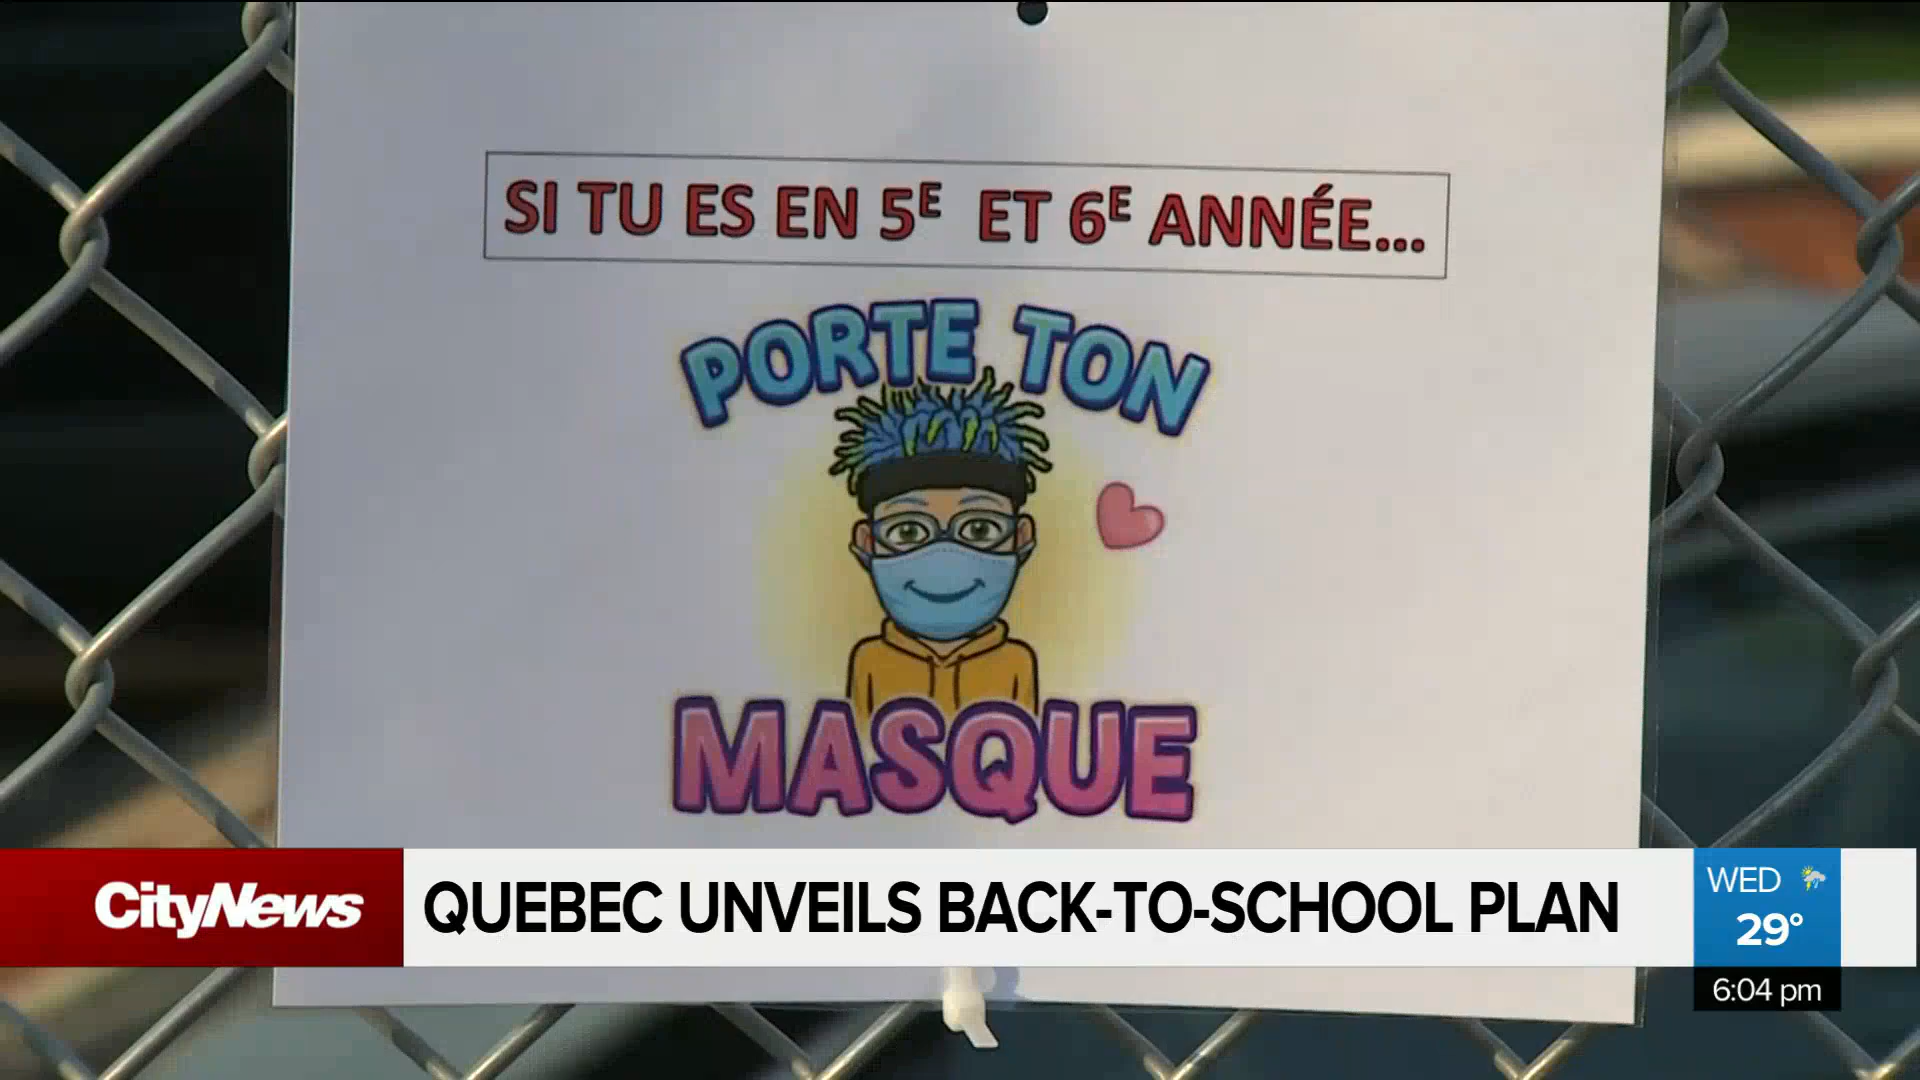 SI TU ES EN 5E ET 6E ANNÉE...
PORTE TON
MASQUE
CityNews
QUEBEC UNVEILS BACK-TO-SCHOOL PLAN
WED
29°
6:04 pm